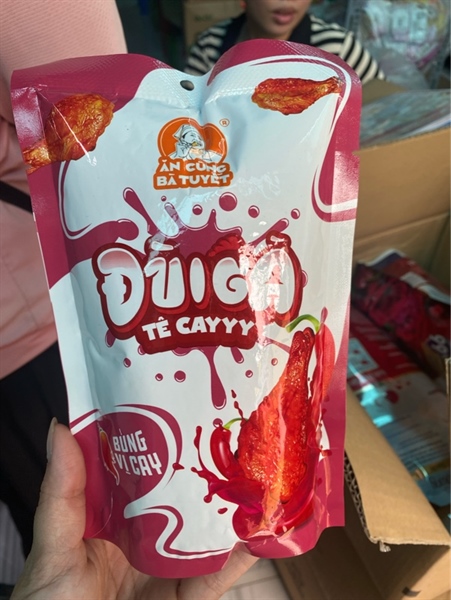 ĂN CÙNG
BÀ TUYẾT
®
ĐÙI GÀ
TÊ CAYYY
BÙNG
VỊ CAY